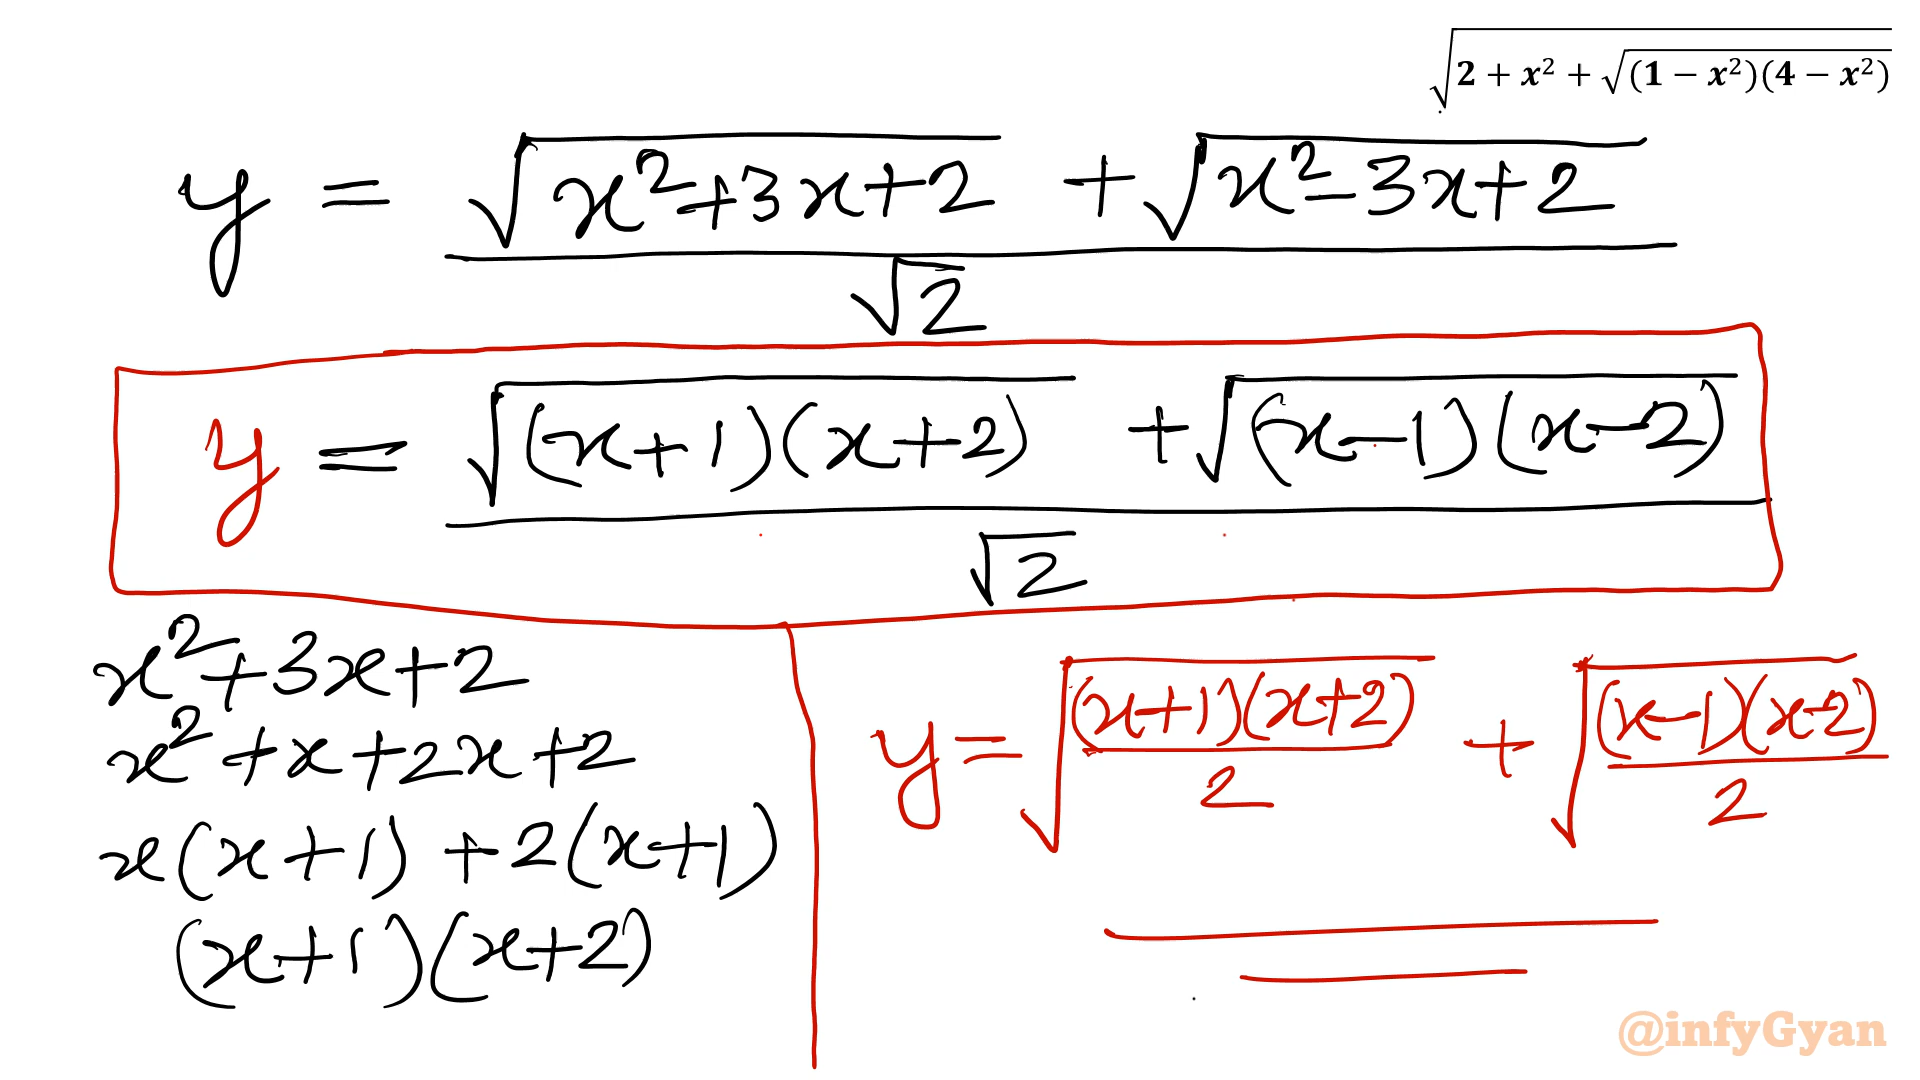 √(2 + x² + √((1 − x²)(4 − x²)))
y = (√(x²+3x+2) + √(x²−3x+2)) / √2
y = (√((x+1)(x+2)) + √((x−1)(x−2))) / √2
x²+3x+2
x²+x+2x+2
x(x+1)+2(x+1)
(x+1)(x+2)
y = √((x+1)(x+2)/2) + √((x−1)(x−2)/2)
@infyGyan